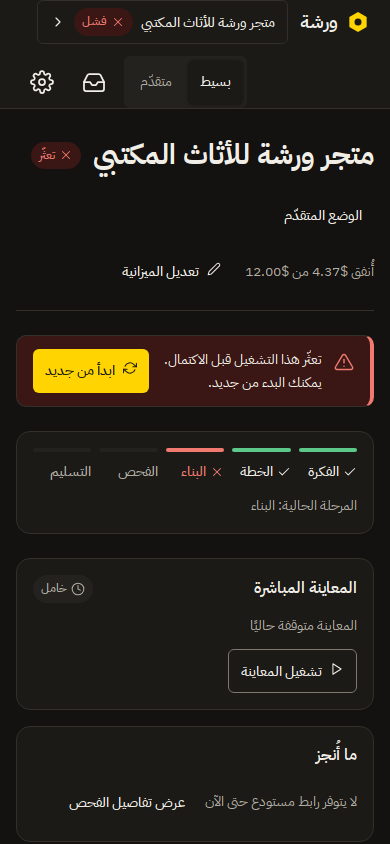 ورشة
متجر ورشة للأثاث المكتبي
فشل
بسيط
متقدّم
متجر ورشة للأثاث المكتبي
تعثّر
الوضع المتقدّم
أُنفق $4.37 من $12.00
تعديل الميزانية
تعثّر هذا التشغيل قبل الاكتمال.
يمكنك البدء من جديد.
ابدأ من جديد
الفكرة
الخطة
البناء
الفحص
التسليم
المرحلة الحالية: البناء
المعاينة المباشرة
خامل
المعاينة متوقفة حاليًا
تشغيل المعاينة
ما أُنجز
لا يتوفر رابط مستودع حتى الآن
عرض تفاصيل الفحص